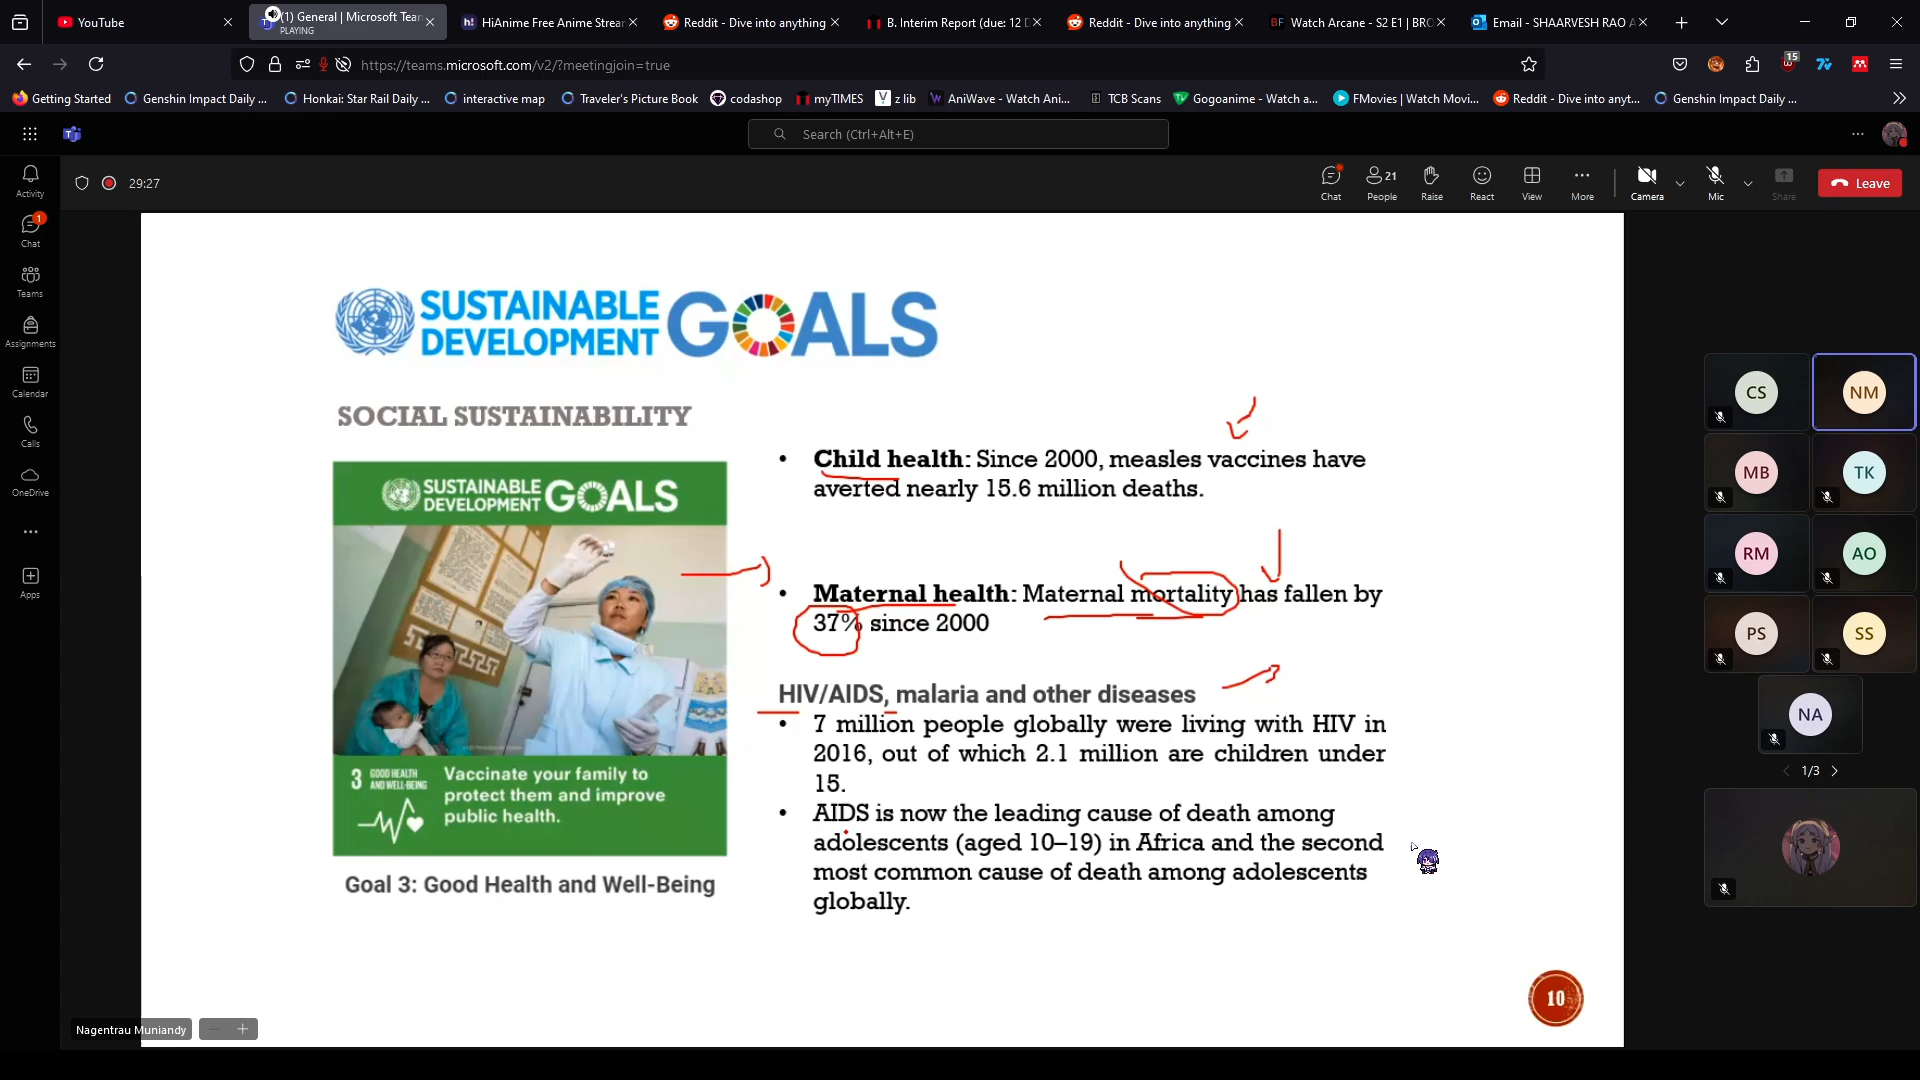 YouTube
(1) General | Microsoft Team
PLAYING
HiAnime Free Anime Strear
Reddit - Dive into anything
B. Interim Report (due: 12 D
Reddit - Dive into anything
Watch Arcane - S2 E1 | BRO
Email - SHAARVESH RAO A
https://teams.microsoft.com/v2/?meetingjoin=true
15
Getting Started
Genshin Impact Daily ...
Honkai: Star Rail Daily ...
interactive map
Traveler's Picture Book
codashop
myTIMES
z lib
AniWave - Watch Ani...
TCB Scans
Gogoanime - Watch a...
FMovies | Watch Movi...
Reddit - Dive into anyt...
Genshin Impact Daily ...
Search (Ctrl+Alt+E)
Activity
1
Chat
Teams
Assignments
Calendar
Calls
OneDrive
Apps
29:27
Chat
21
People
Raise
React
View
More
Camera
Mic
Share
Leave
SUSTAINABLE
DEVELOPMENT
GOALS
SOCIAL SUSTAINABILITY
SUSTAINABLE
DEVELOPMENT
GOALS
3 GOOD HEALTH
AND WELL-BEING
Vaccinate your family to
protect them and improve
public health.
Goal 3: Good Health and Well-Being
• Child health: Since 2000, measles vaccines have
averted nearly 15.6 million deaths.
• Maternal health: Maternal mortality has fallen by
37% since 2000
HIV/AIDS, malaria and other diseases
• 7 million people globally were living with HIV in
2016, out of which 2.1 million are children under
15.
• AIDS is now the leading cause of death among
adolescents (aged 10–19) in Africa and the second
most common cause of death among adolescents
globally.
10
Nagentrau Muniandy
CS
NM
MB
TK
RM
AO
PS
SS
NA
1/3